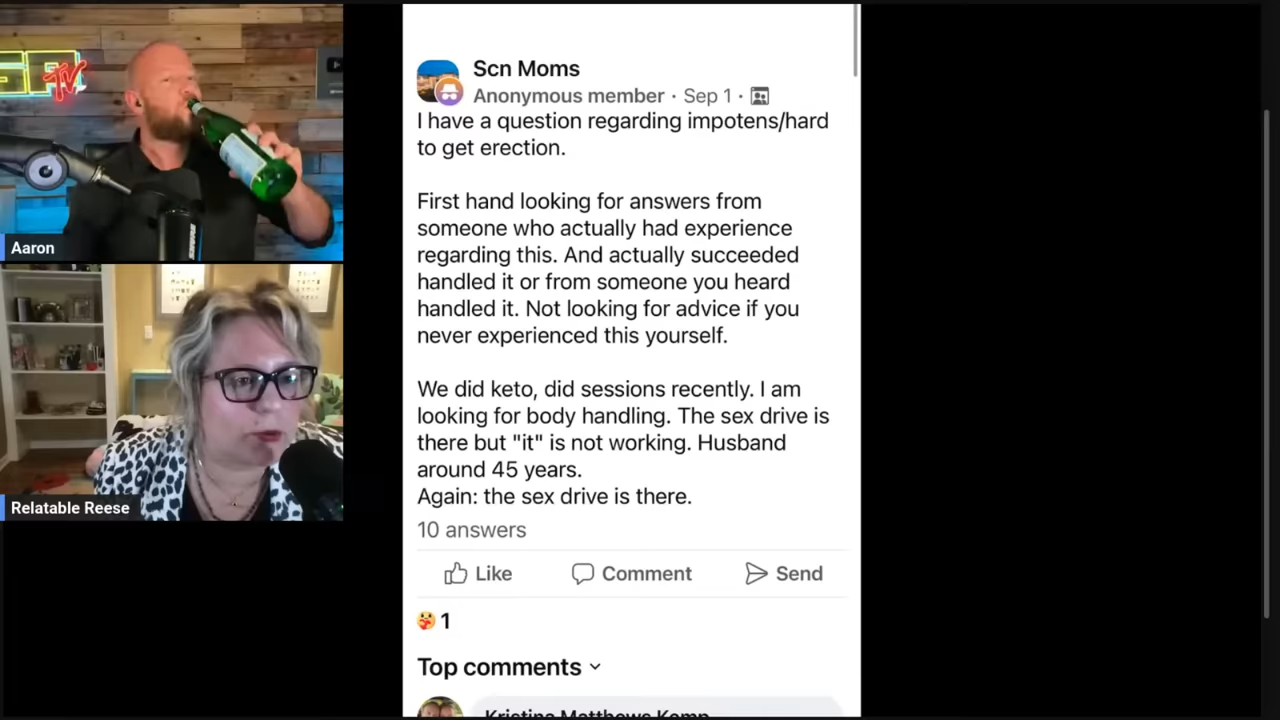 TV
Aaron
Relatable Reese
Scn Moms
Anonymous member · Sep 1 ·
I have a question regarding impotens/hard
to get erection.
First hand looking for answers from
someone who actually had experience
regarding this. And actually succeeded
handled it or from someone you heard
handled it. Not looking for advice if you
never experienced this yourself.
We did keto, did sessions recently. I am
looking for body handling. The sex drive is
there but "it" is not working. Husband
around 45 years.
Again: the sex drive is there.
10 answers
Like
Comment
Send
1
Top comments
Kristina Matthews Kamp